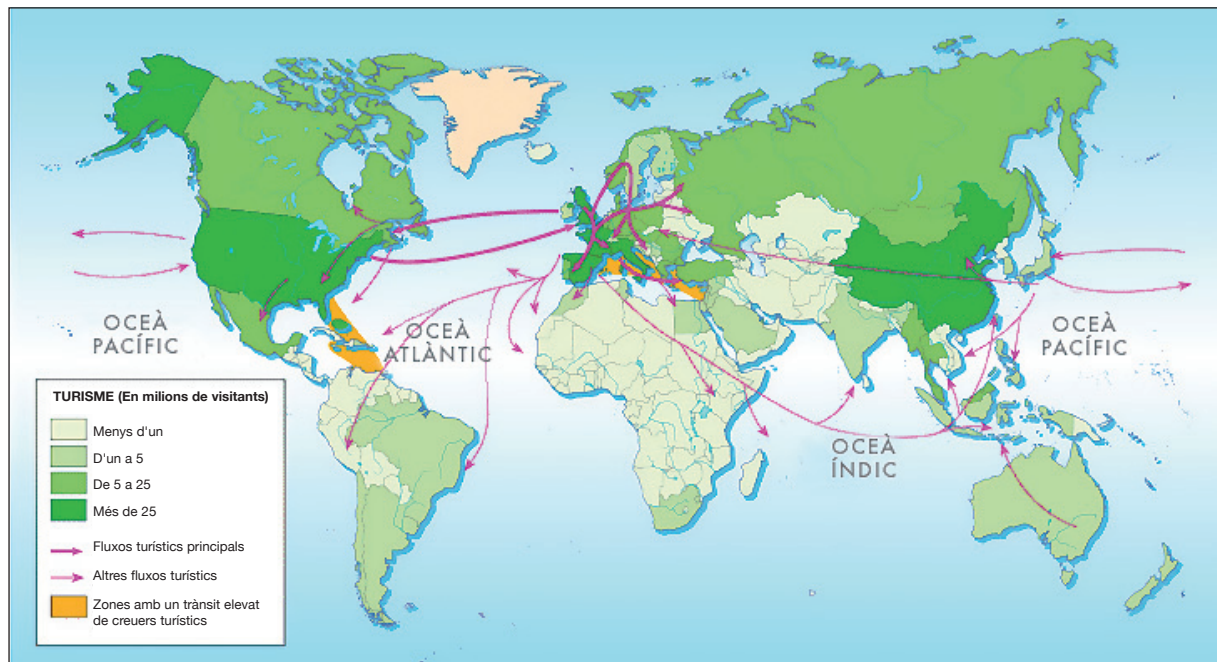 OCEÀ
PACÍFIC
OCEÀ
ATLÀNTIC
OCEÀ
PACÍFIC
OCEÀ
ÍNDIC
TURISME (En milions de visitants)
Menys d'un
D'un a 5
De 5 a 25
Més de 25
Fluxos turístics principals
Altres fluxos turístics
Zones amb un trànsit elevat
de creuers turístics